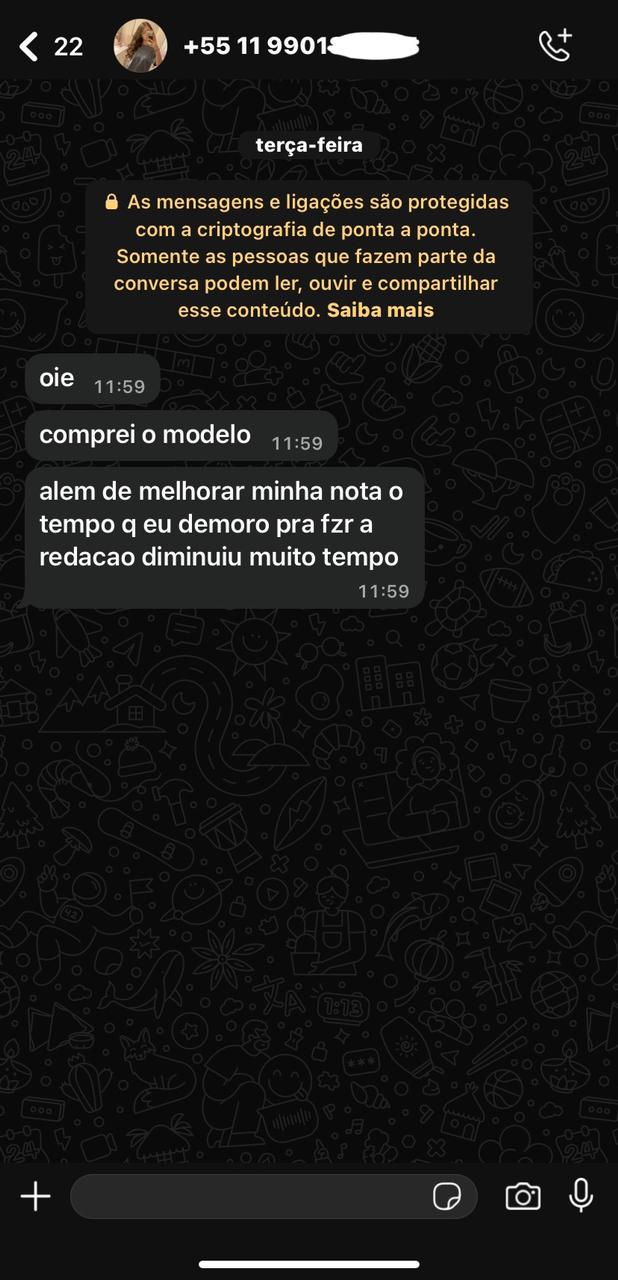 22
+55 11 9901
terça-feira
As mensagens e ligações são protegidas
com a criptografia de ponta a ponta.
Somente as pessoas que fazem parte da
conversa podem ler, ouvir e compartilhar
esse conteúdo. Saiba mais
oie 11:59
comprei o modelo 11:59
alem de melhorar minha nota o
tempo q eu demoro pra fzr a
redacao diminuiu muito tempo
11:59